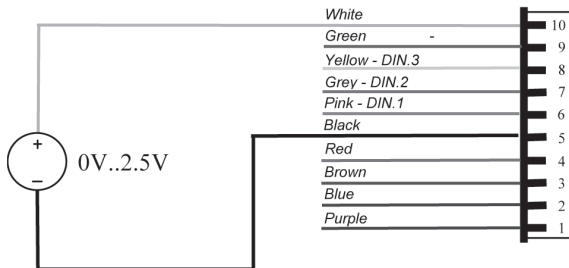 White 10
Green - 9
Yellow - DIN.3 8
Grey - DIN.2 7
Pink - DIN.1 6
Black 5
+
0V..2.5V
−
Red 4
Brown 3
Blue 2
Purple 1